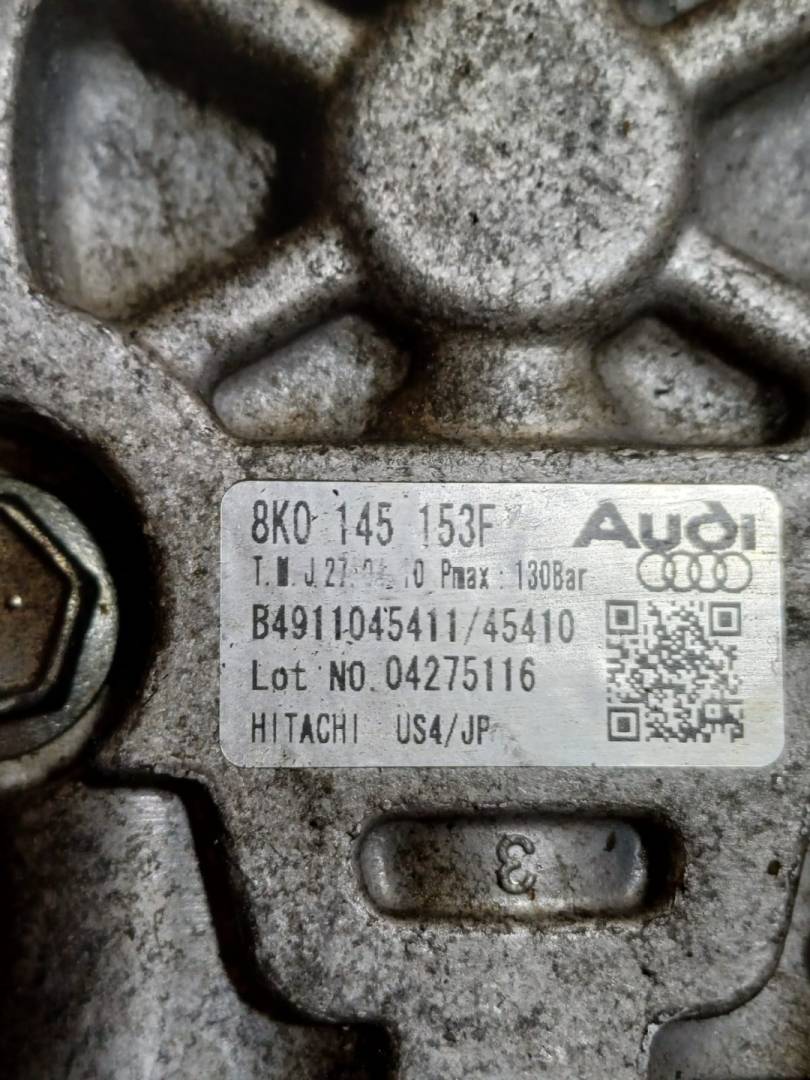 8K0 145 153F
Audi
Pmax : 130Bar
B4911045411/45410
Lot NO. 04275116
HITACHI US4/JP
3